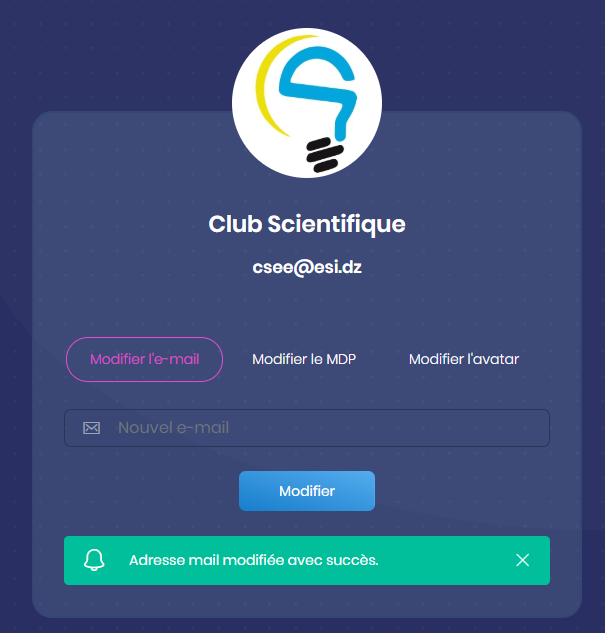 Club Scientifique
csee@esi.dz
Modifier l'e-mail Modifier le MDP Modifier l'avatar
Nouvel e-mail
Modifier
Adresse mail modifiée avec succès.